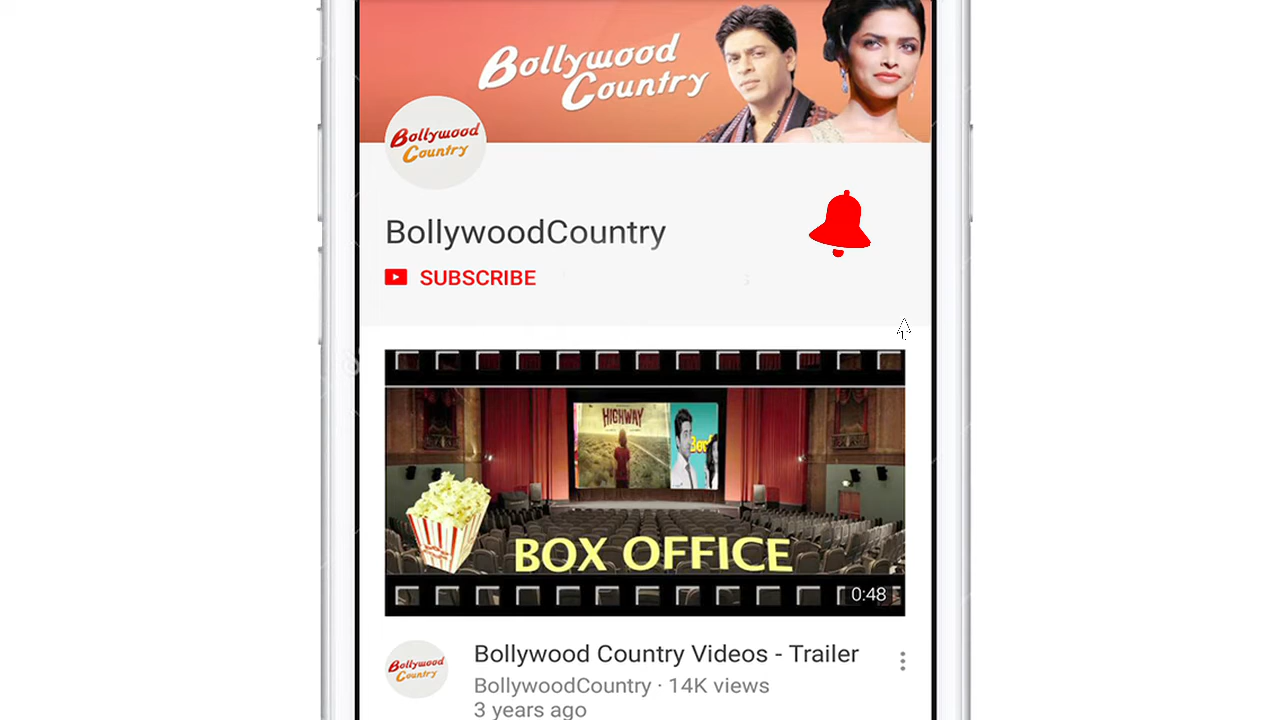 Bollywood
Country
Bollywood
Country
BollywoodCountry
SUBSCRIBE
HIGHWAY
BOX OFFICE
0:48
Bollywood
Country
Bollywood Country Videos - Trailer
BollywoodCountry · 14K views
3 years ago